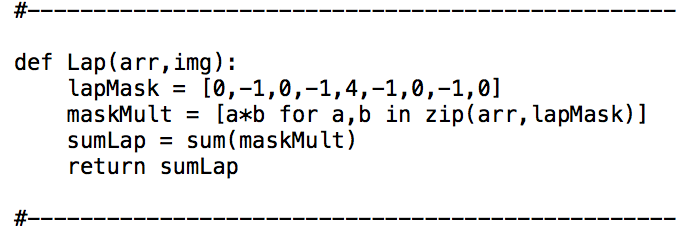 #-------------------------------------------------
def Lap(arr,img):
    lapMask = [0,-1,0,-1,4,-1,0,-1,0]
    maskMult = [a*b for a,b in zip(arr,lapMask)]
    sumLap = sum(maskMult)
    return sumLap
#-------------------------------------------------